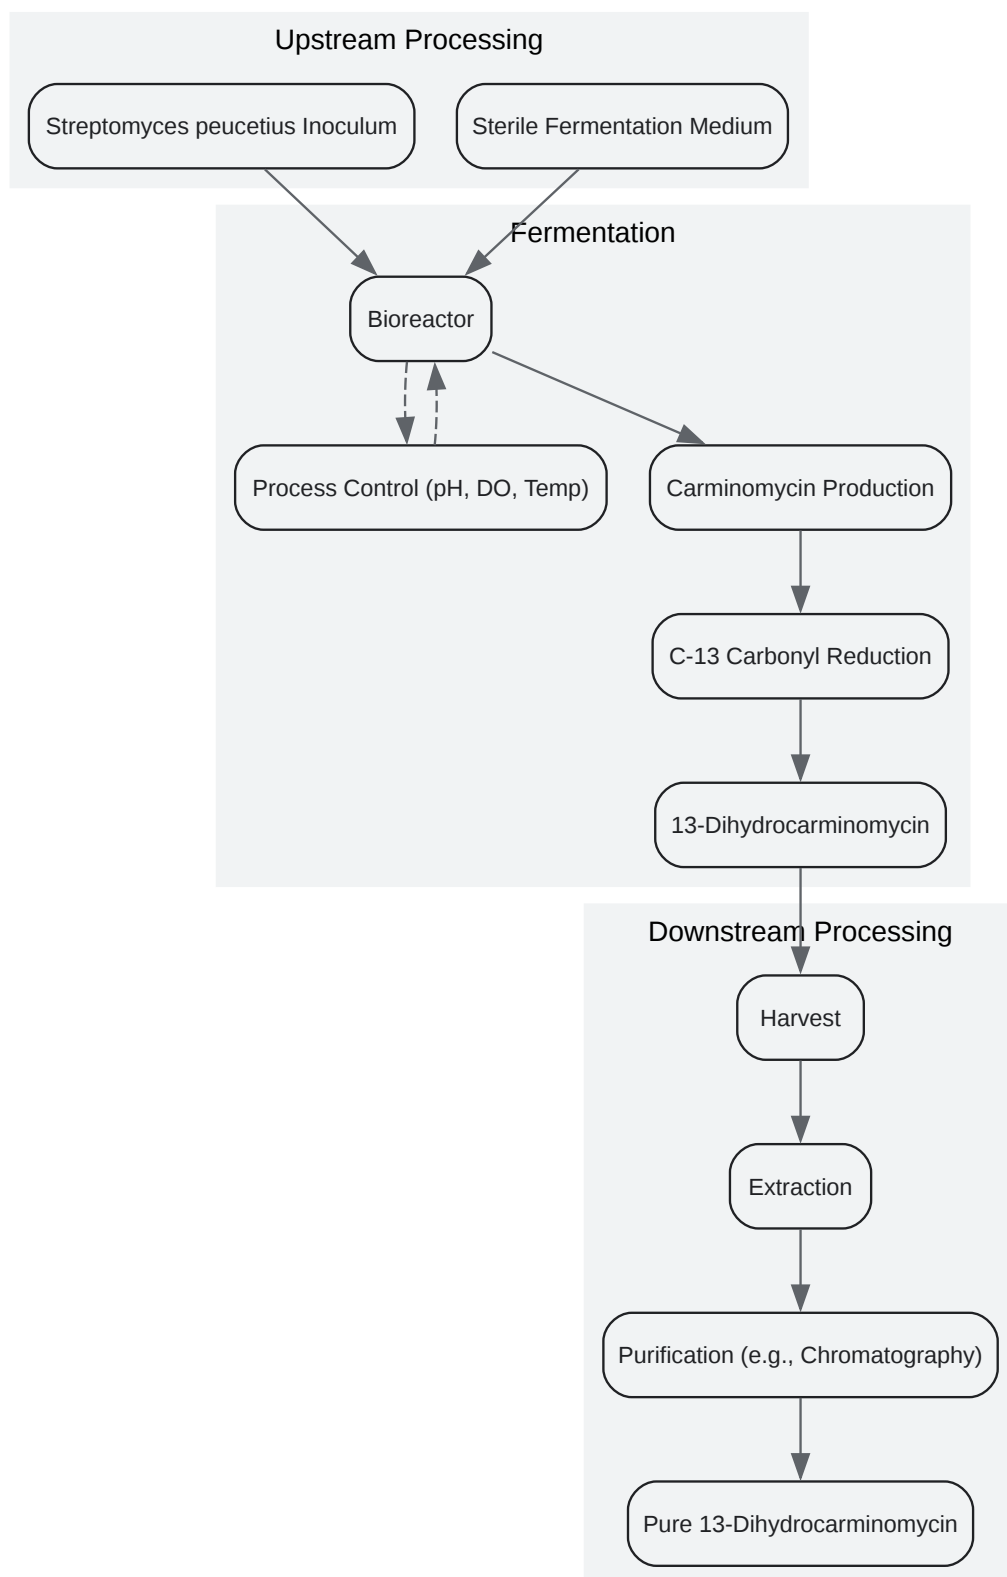 Upstream Processing
Streptomyces peucetius Inoculum
Sterile Fermentation Medium
Fermentation
Bioreactor
Process Control (pH, DO, Temp)
Carminomycin Production
C-13 Carbonyl Reduction
13-Dihydrocarminomycin
Downstream Processing
Harvest
Extraction
Purification (e.g., Chromatography)
Pure 13-Dihydrocarminomycin